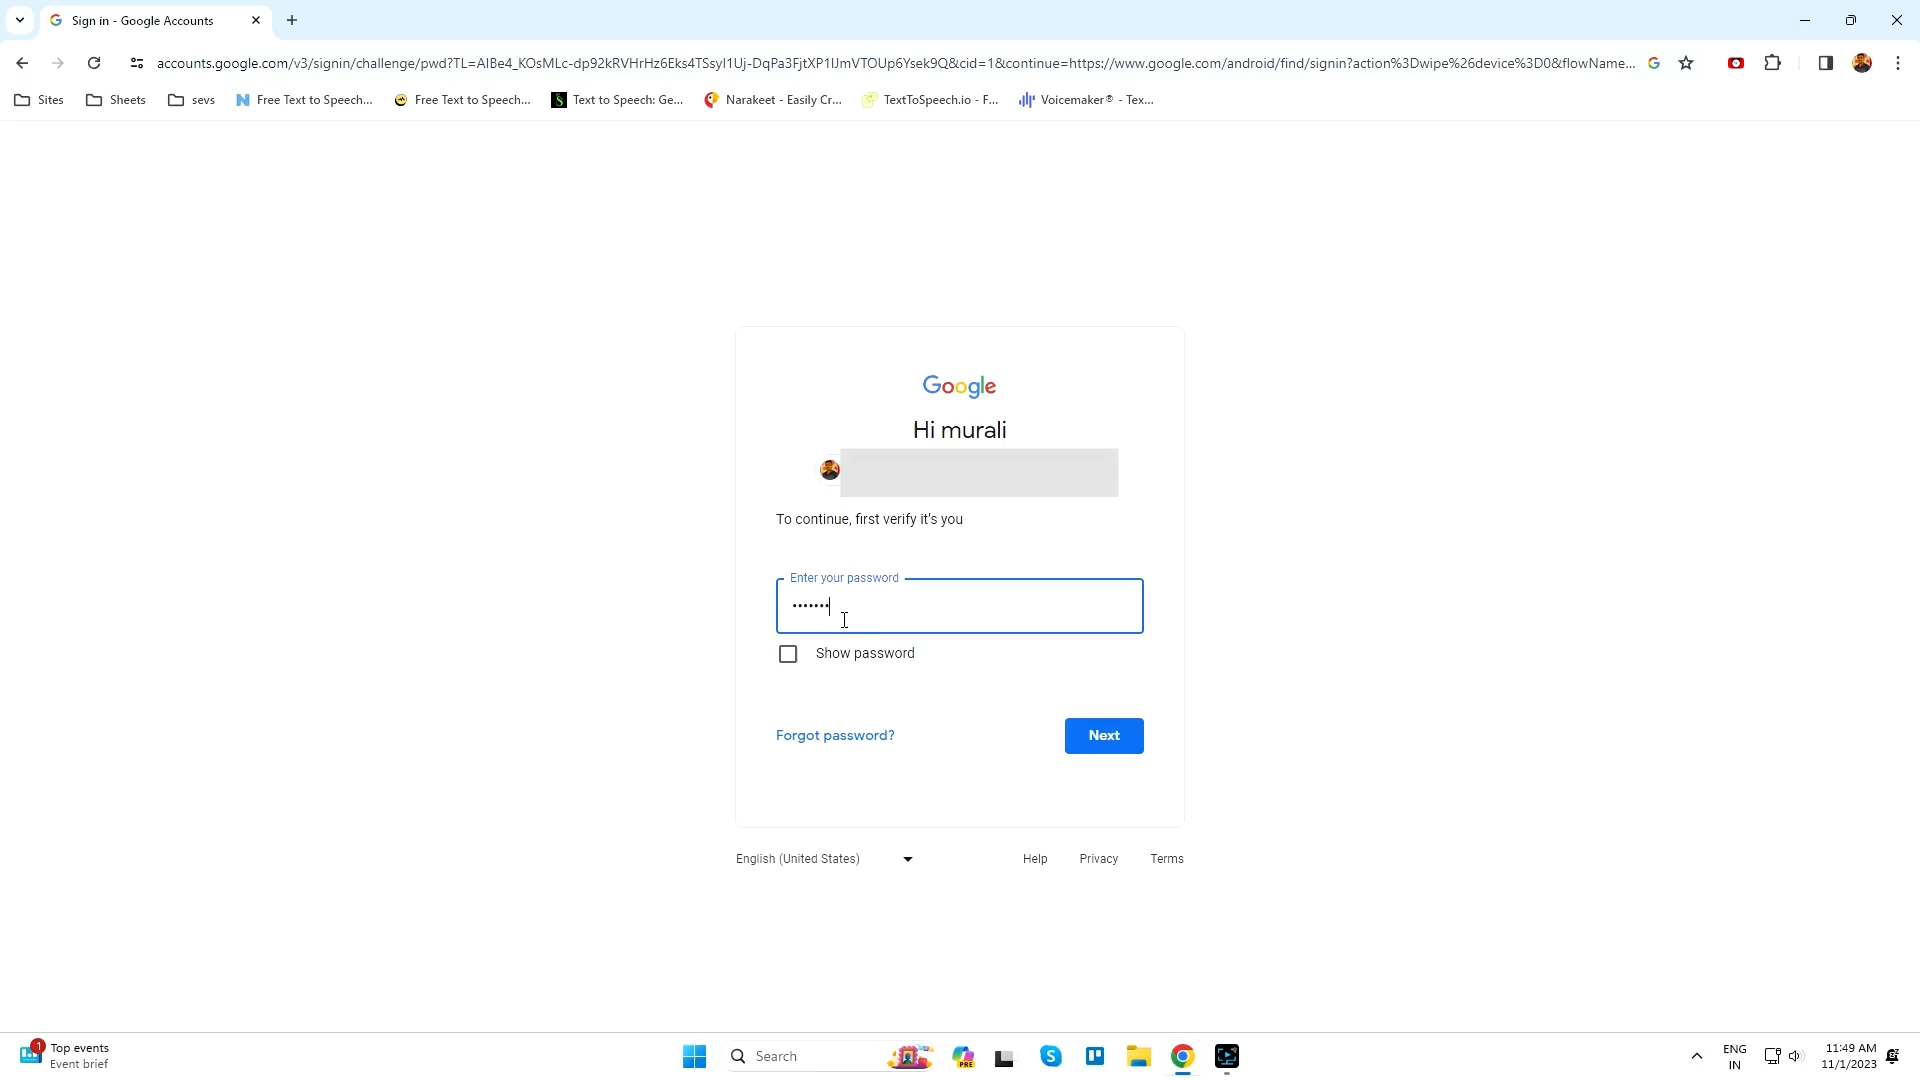 Sign in - Google Accounts
accounts.google.com/v3/signin/challenge/pwd?TL=AIBe4_KOsMLc-dp92kRVHrHz6Eks4TSsyI1Uj-DqPa3FjtXP1IJmVTOUp6Ysek9Q&cid=1&continue=https://www.google.com/android/find/signin?action%3Dwipe%26device%3D0&flowName...
Sites Sheets sevs Free Text to Speech... Free Text to Speech... Text to Speech: Ge... Narakeet - Easily Cr... TextToSpeech.io - F... Voicemaker® - Tex...
Google
Hi murali
To continue, first verify it's you
Enter your password
•••••••
Show password
Forgot password? Next
English (United States) Help Privacy Terms
1 Top events
Event brief
Search
PRE
ENG
IN
11:49 AM
11/1/2023